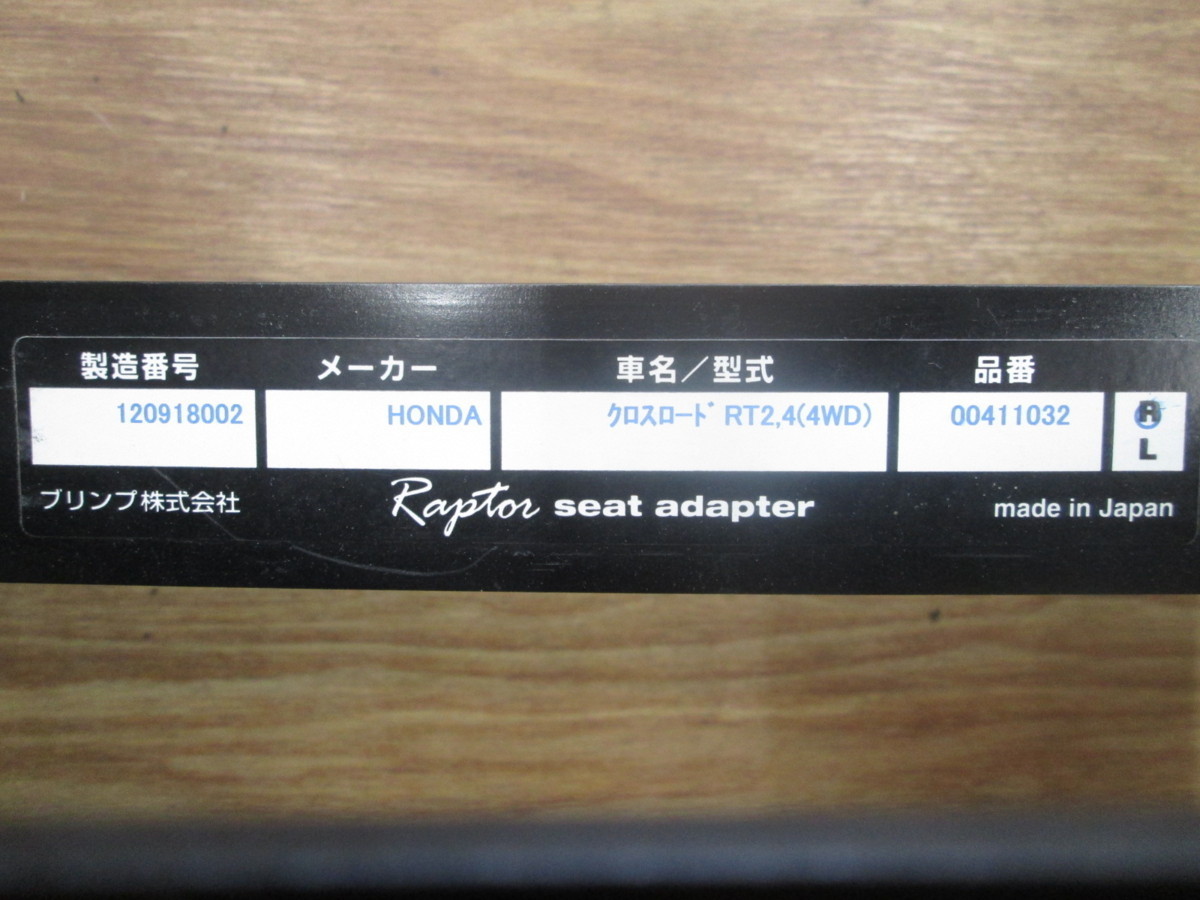 製造番号 メーカー 車名／型式 品番
120918002 HONDA ｸﾛｽﾛｰﾄﾞ RT2,4(4WD) 00411032 R
L
ブリンプ株式会社 Raptor seat adapter made in Japan